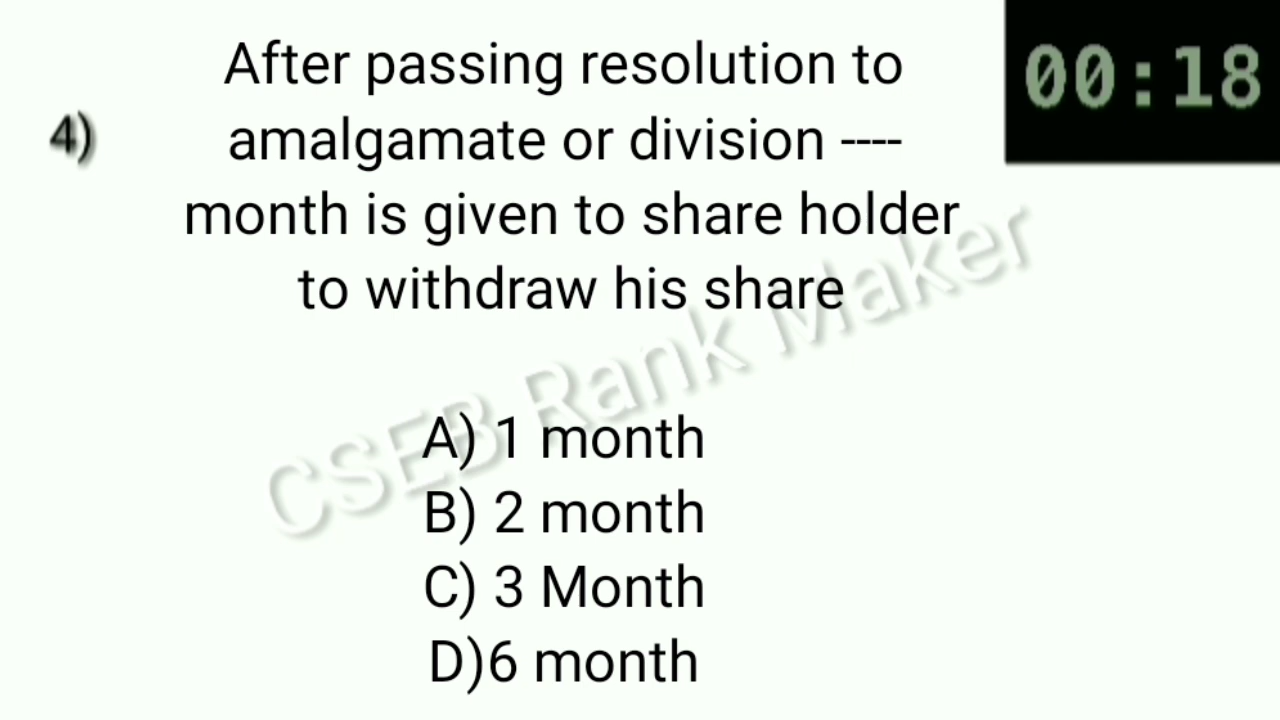 00:18
After passing resolution to
4) amalgamate or division ----
month is given to share holder
to withdraw his share
CSEB Rank Maker
A) 1 month
B) 2 month
C) 3 Month
D)6 month